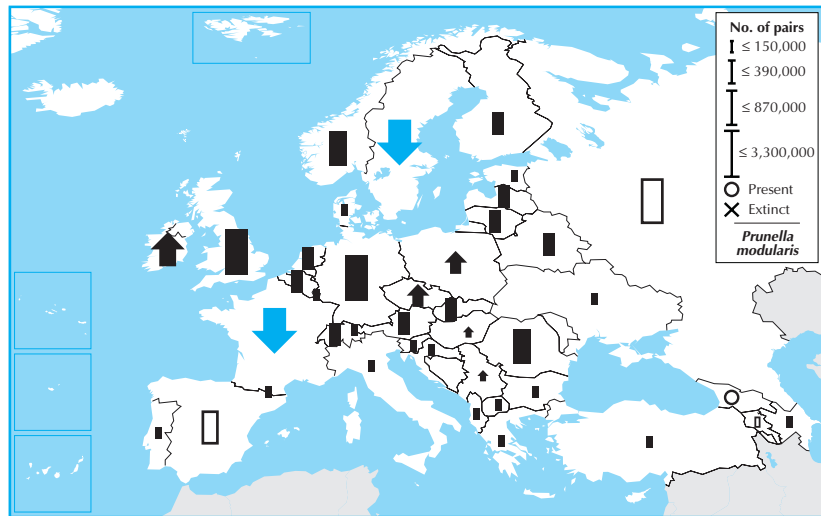 No. of pairs
≤ 150,000
≤ 390,000
≤ 870,000
≤ 3,300,000
Present
Extinct
Prunella
modularis